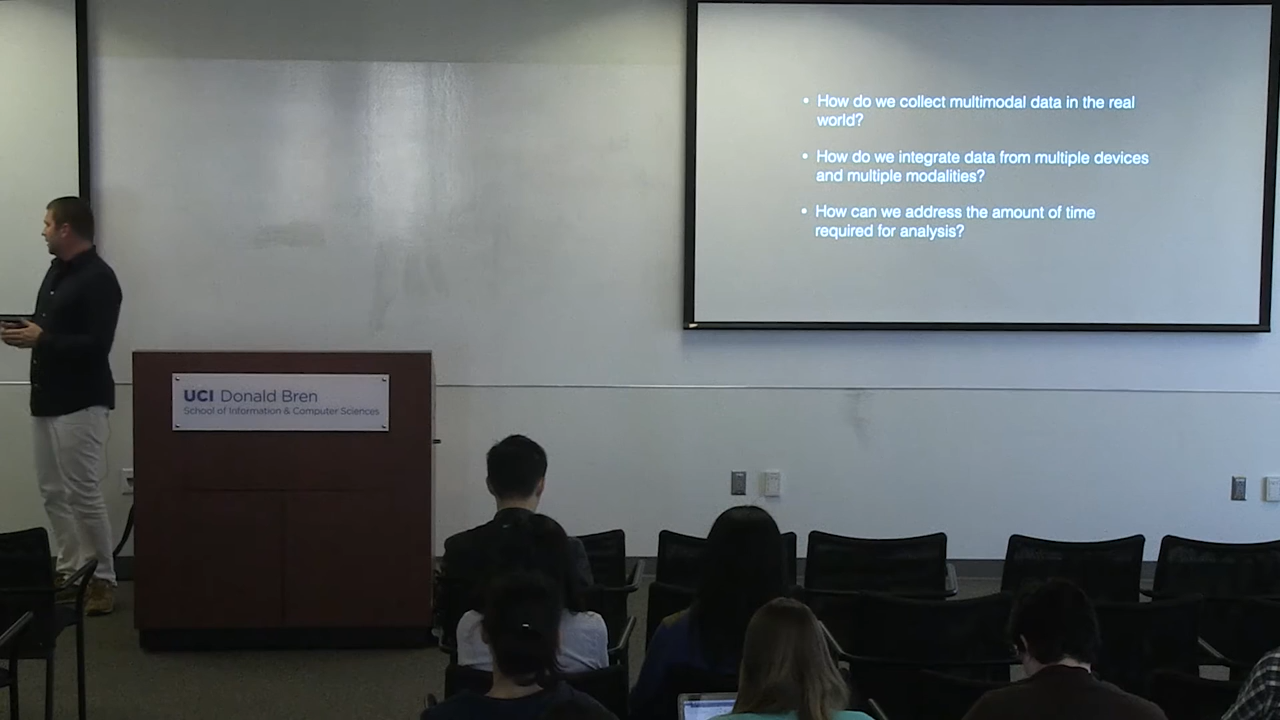 • How do we collect multimodal data in the real
world?
• How do we integrate data from multiple devices
and multiple modalities?
• How can we address the amount of time
required for analysis?
UCI Donald Bren
School of Information & Computer Sciences